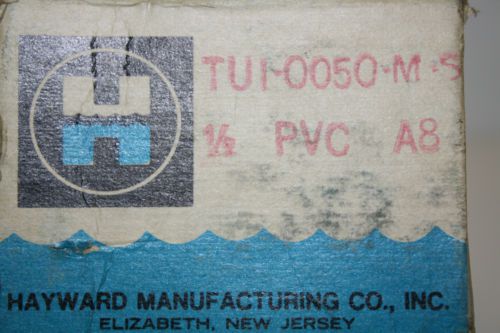 TU1-0050-M-S
½ PVC A8
HAYWARD MANUFACTURING CO., INC.
ELIZABETH, NEW JERSEY